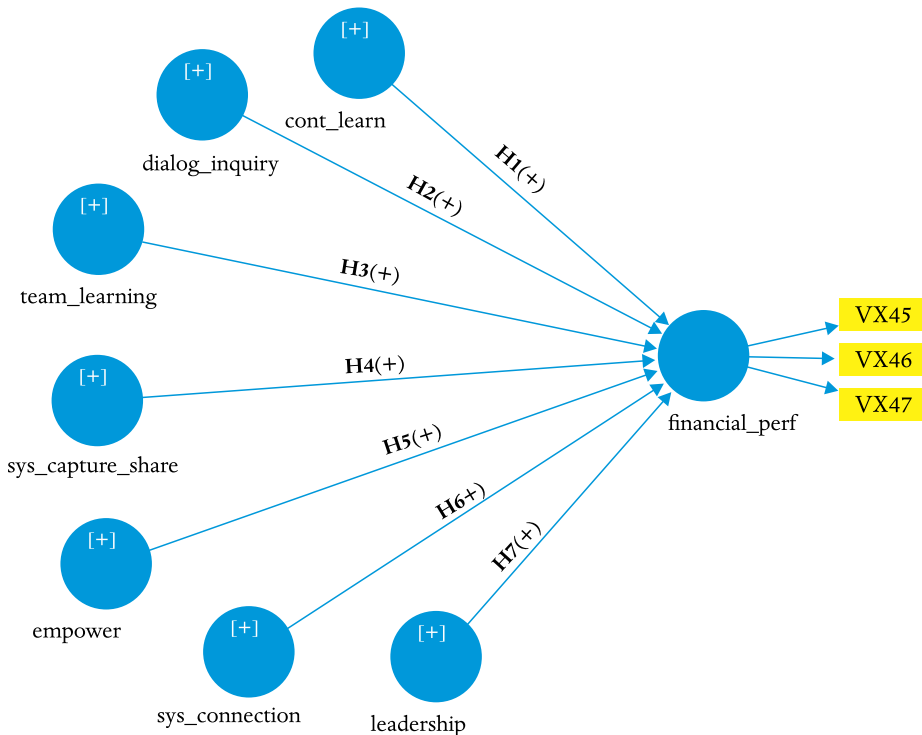 [+]
cont_learn
[+]
dialog_inquiry
H1(+)
H2(+)
[+]
team_learning
H3(+)
VX45
VX46
VX47
financial_perf
H4(+)
[+]
sys_capture_share
H5(+)
H6+)
H7(+)
[+]
empower
[+]
sys_connection
[+]
leadership